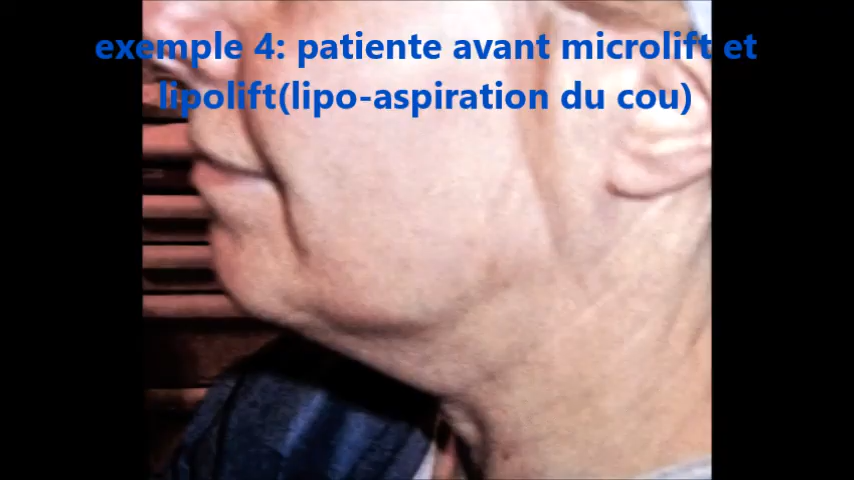 exemple 4: patiente avant microlift et
lipolift(lipo-aspiration du cou)